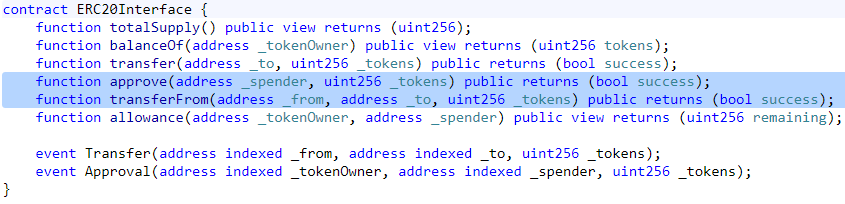 contract ERC20Interface {
    function totalSupply() public view returns (uint256);
    function balanceOf(address _tokenOwner) public view returns (uint256 tokens);
    function transfer(address _to, uint256 _tokens) public returns (bool success);
    function approve(address _spender, uint256 _tokens) public returns (bool success);
    function transferFrom(address _from, address _to, uint256 _tokens) public returns (bool success);
    function allowance(address _tokenOwner, address _spender) public view returns (uint256 remaining);

    event Transfer(address indexed _from, address indexed _to, uint256 _tokens);
    event Approval(address indexed _tokenOwner, address indexed _spender, uint256 _tokens);
}